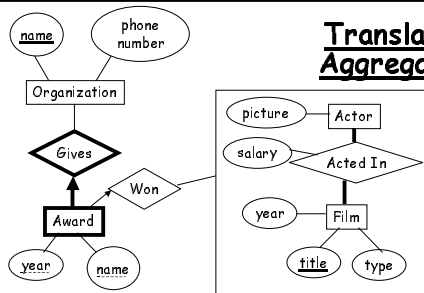 Transla
Aggrega
name
phone
number
Organization
Gives
Won
Award
year
name
picture
Actor
salary
Acted In
year
Film
title
type